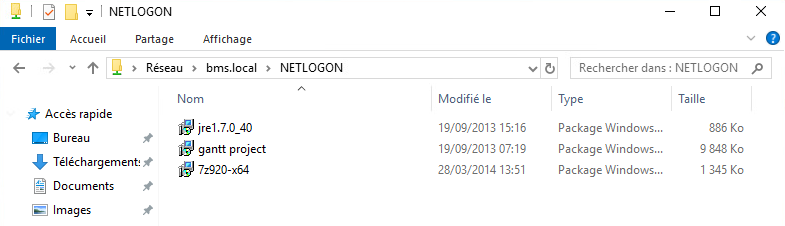 NETLOGON
Fichier Accueil Partage Affichage
Réseau bms.local NETLOGON Rechercher dans : NETLOGON
Nom Modifié le Type Taille
Accès rapide
Bureau
Téléchargements
Documents
Images
jre1.7.0_40 19/09/2013 15:16 Package Windows... 886 Ko
gantt project 19/09/2013 07:19 Package Windows... 9 848 Ko
7z920-x64 28/03/2014 13:51 Package Windows... 1 345 Ko